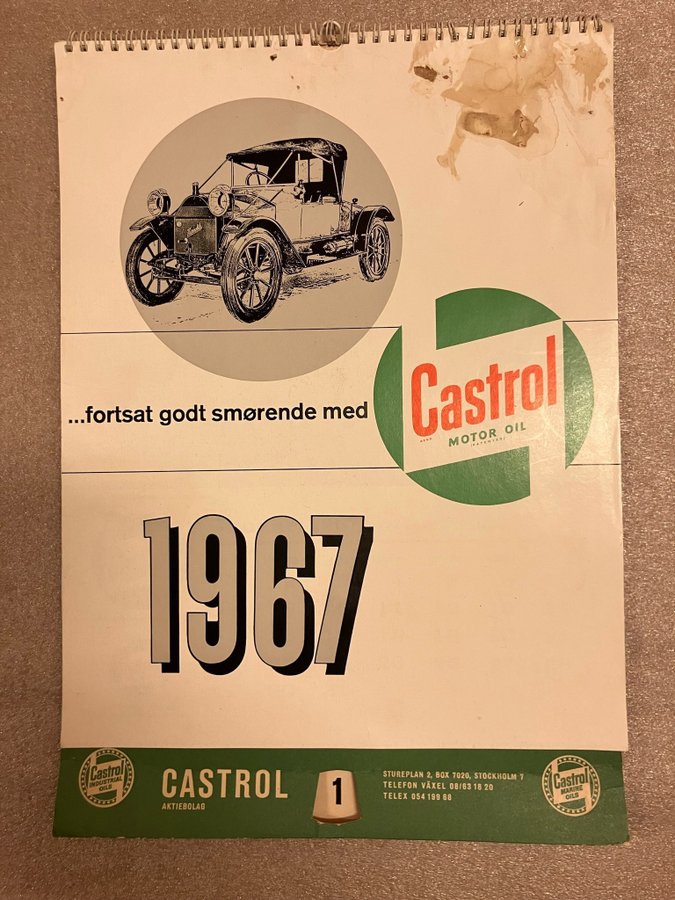 ...fortsat godt smørende med
Castrol
MOTOR OIL
1967
Castrol
INDUSTRIAL
OILS
CASTROL
AKTIEBOLAG
1
STUREPLAN 2, BOX 7020, STOCKHOLM 7
TELEFON VÄXEL 08/63 18 20
TELEX 054 199 68
Castrol
MARINE
OILS